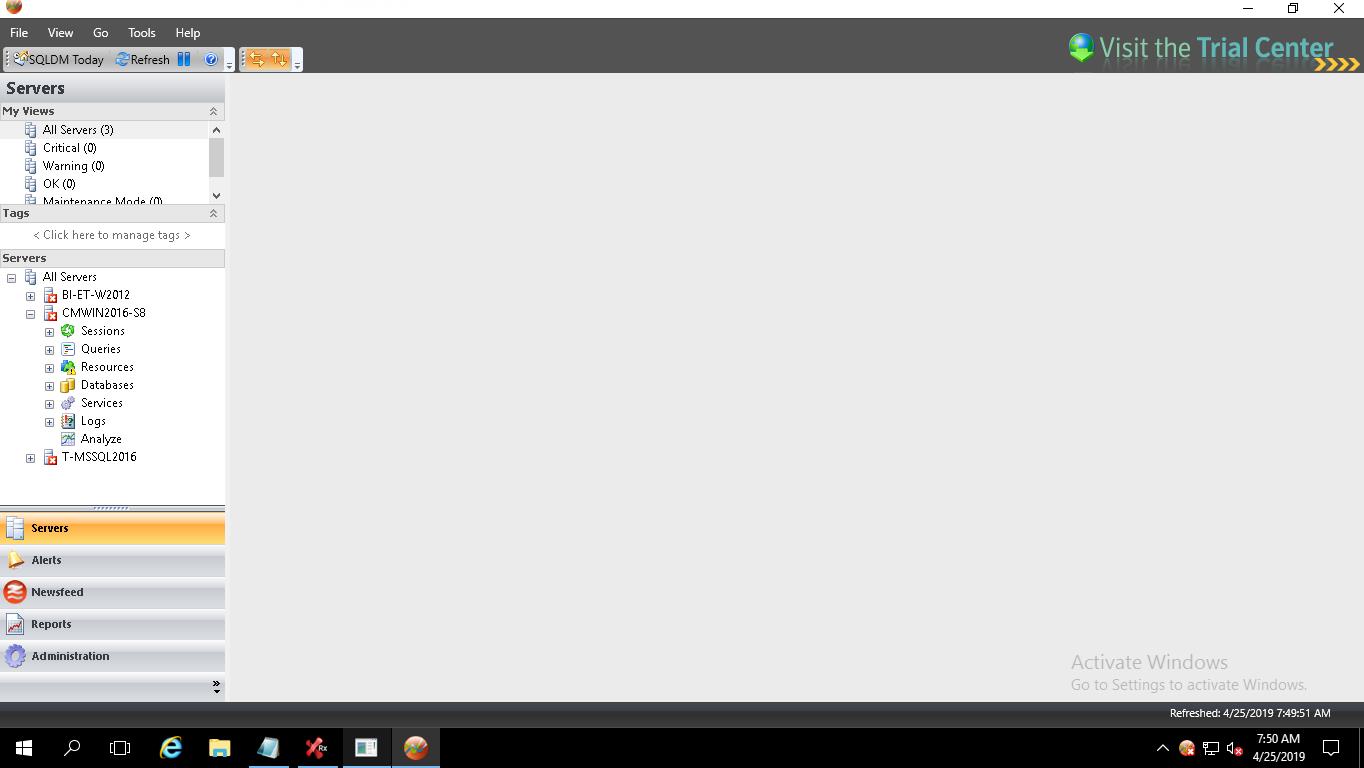 File View Go Tools Help
Visit the Trial Center
SQLDM Today Refresh
Servers
My Views
All Servers (3)
Critical (0)
Warning (0)
OK (0)
Maintenance Mode (0)
Tags
< Click here to manage tags >
Servers
All Servers
BI-ET-W2012
CMWIN2016-S8
Sessions
Queries
Resources
Databases
Services
Logs
Analyze
T-MSSQL2016
Servers
Alerts
Newsfeed
Reports
Administration
Activate Windows
Go to Settings to activate Windows.
Refreshed: 4/25/2019 7:49:51 AM
Rx
7:50 AM
4/25/2019